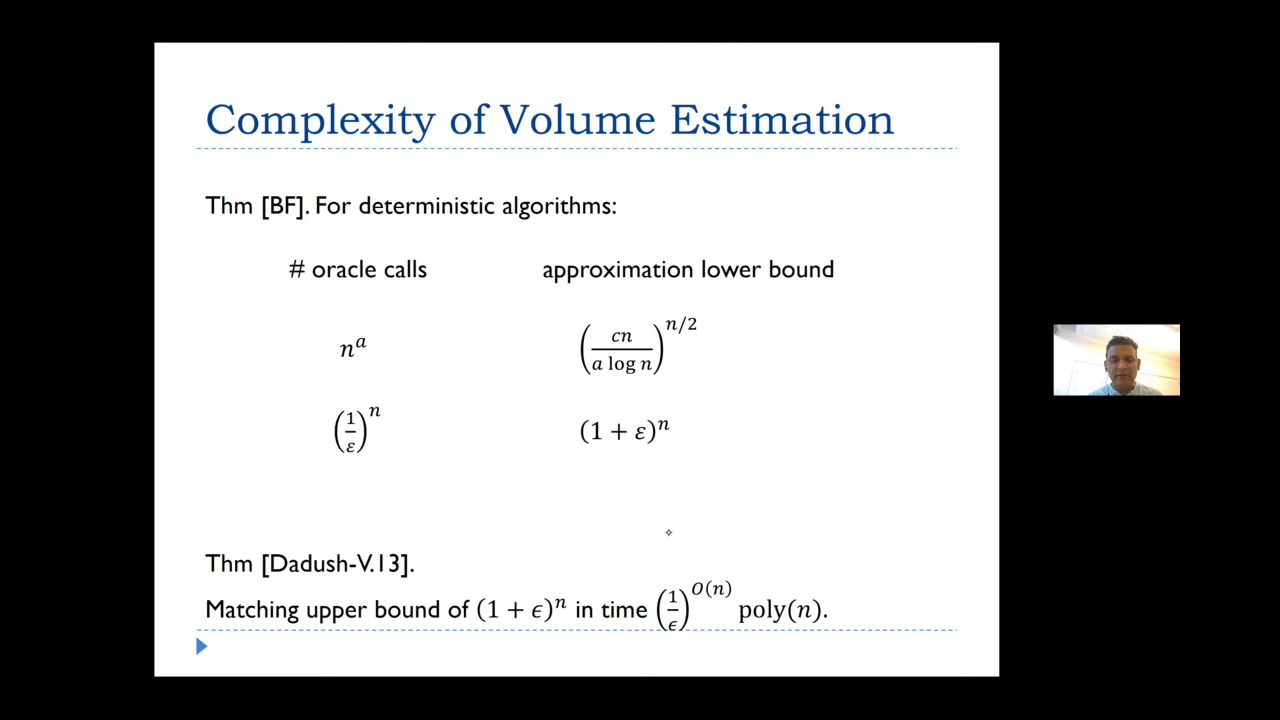 Complexity of Volume Estimation
Thm [BF]. For deterministic algorithms:
# oracle calls approximation lower bound
n^a (cn / a log n)^{n/2}
(1/ε)^n (1 + ε)^n
Thm [Dadush-V.13].
Matching upper bound of (1 + ϵ)^n in time (1/ϵ)^{O(n)} poly(n).